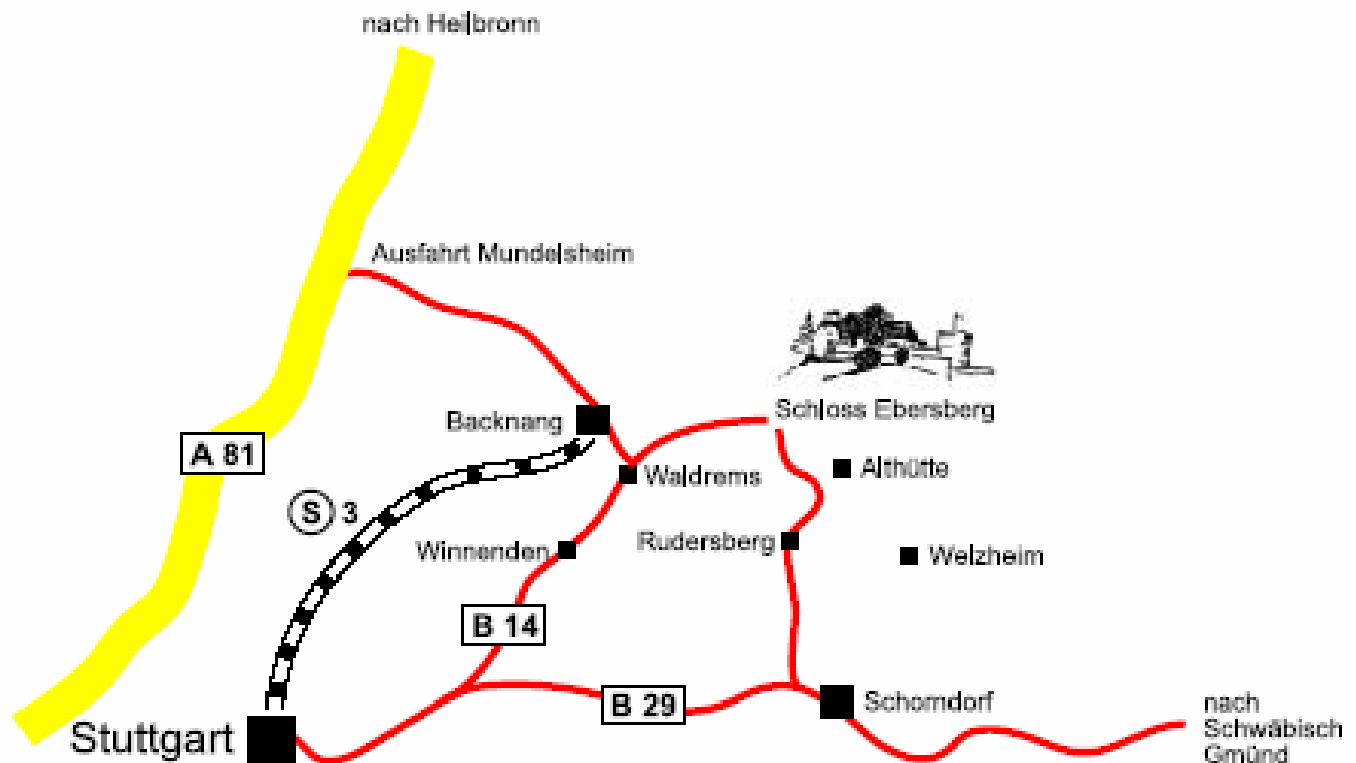 nach Heilbronn
Ausfahrt Mundelsheim
Schloss Ebersberg
Backnang
A 81
Althütte
Waldrems
S 3
Rudersberg
Winnenden
Welzheim
B 14
B 29
Schorndorf
nach
Schwäbisch
Gmünd
Stuttgart